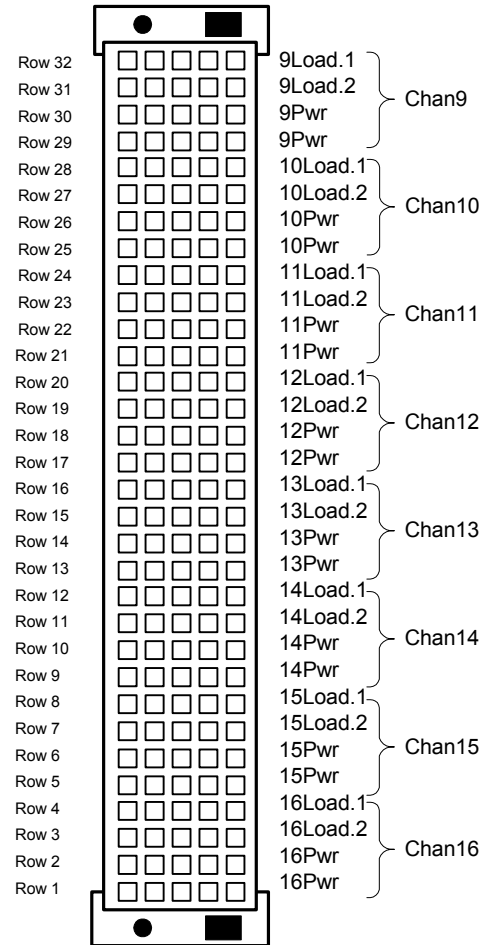 Row 32 9Load.1
Row 31 9Load.2 Chan9
Row 30 9Pwr
Row 29 9Pwr
Row 28 10Load.1
Row 27 10Load.2 Chan10
Row 26 10Pwr
Row 25 10Pwr
Row 24 11Load.1
Row 23 11Load.2 Chan11
Row 22 11Pwr
Row 21 11Pwr
Row 20 12Load.1
Row 19 12Load.2 Chan12
Row 18 12Pwr
Row 17 12Pwr
Row 16 13Load.1
Row 15 13Load.2 Chan13
Row 14 13Pwr
Row 13 13Pwr
Row 12 14Load.1
Row 11 14Load.2 Chan14
Row 10 14Pwr
Row 9 14Pwr
Row 8 15Load.1
Row 7 15Load.2 Chan15
Row 6 15Pwr
Row 5 15Pwr
Row 4 16Load.1
Row 3 16Load.2 Chan16
Row 2 16Pwr
Row 1 16Pwr